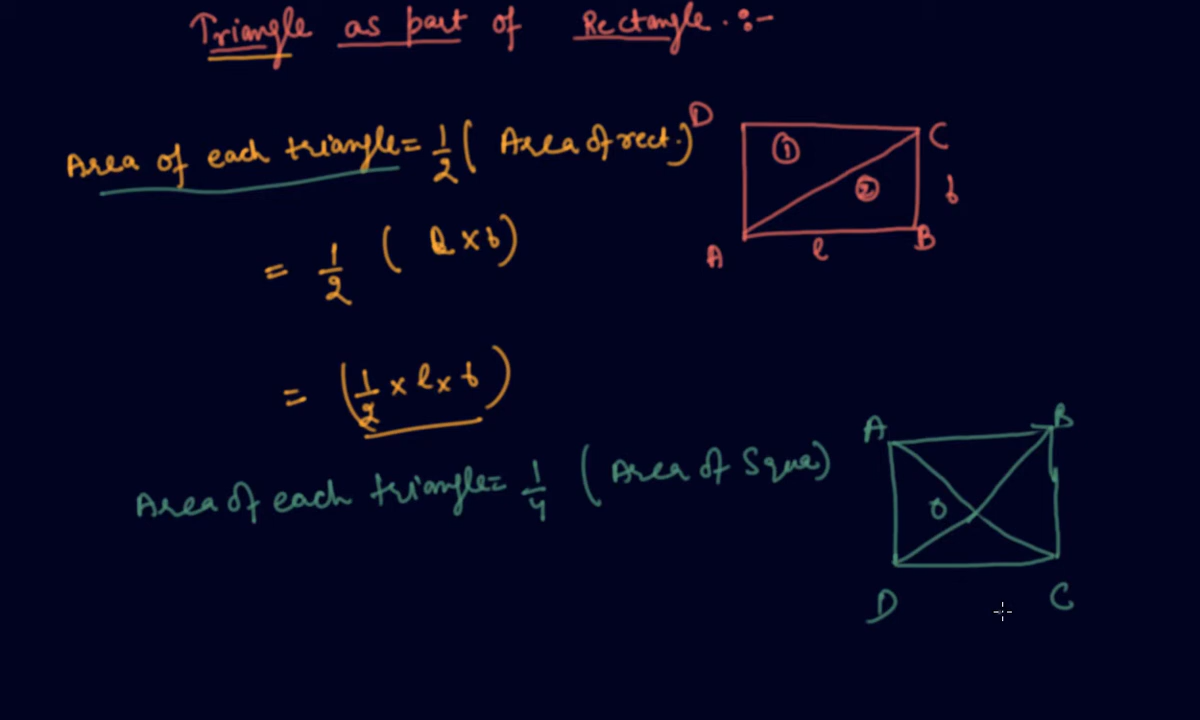 Triangle as part of Rectangle.:-
Area of each triangle = 1/2 ( Area of rect.)
D
C
①
②
b
A
l
B
= 1/2 ( l × b)
= (1/2 × l × b)
A
B
Area of each triangle = 1/4 ( Area of Squa)
O
D
C